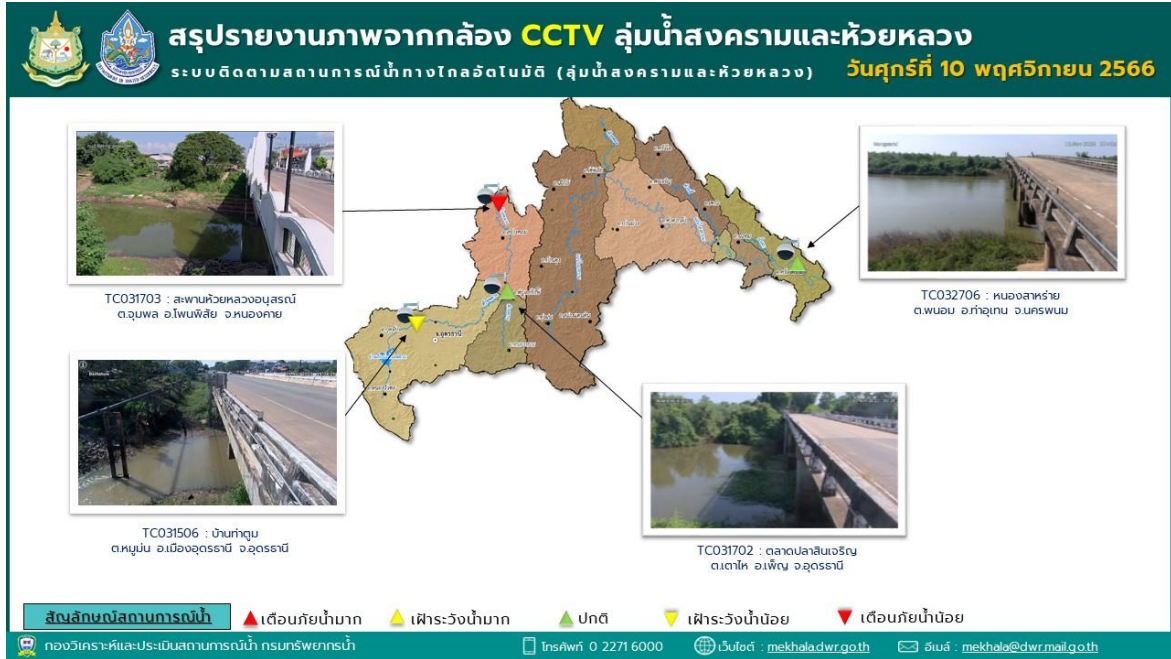 สรุปรายงานภาพจากกล้อง CCTV ลุ่มน้ำสงครามและห้วยหลวง
ระบบติดตามสถานการณ์น้ำทางไกลอัตโนมัติ (ลุ่มน้ำสงครามและห้วยหลวง)
วันศุกร์ที่ 10 พฤศจิกายน 2566
TC031703 : สะพานห้วยหลวงอนุสรณ์
ต.จุมพล อ.โพนพิสัย จ.หนองคาย
TC032706 : หนองสาหร่าย
ต.พนอม อ.ท่าอุเทน จ.นครพนม
จ.อุดรธานี
TC031506 : บ้านท่าตูม
ต.หมูม่น อ.เมืองอุดรธานี จ.อุดรธานี
TC031702 : ตลาดปลาสินเจริญ
ต.เตาไห อ.เพ็ญ จ.อุดรธานี
สัญลักษณ์สถานการณ์น้ำ
เตือนภัยน้ำมาก
เฝ้าระวังน้ำมาก
ปกติ
เฝ้าระวังน้ำน้อย
เตือนภัยน้ำน้อย
กองวิเคราะห์และประเมินสถานการณ์น้ำ กรมทรัพยากรน้ำ
โทรศัพท์ 0 2271 6000
เว็บไซต์ : mekhala.dwr.go.th
อีเมล์ : mekhala@dwr.mail.go.th